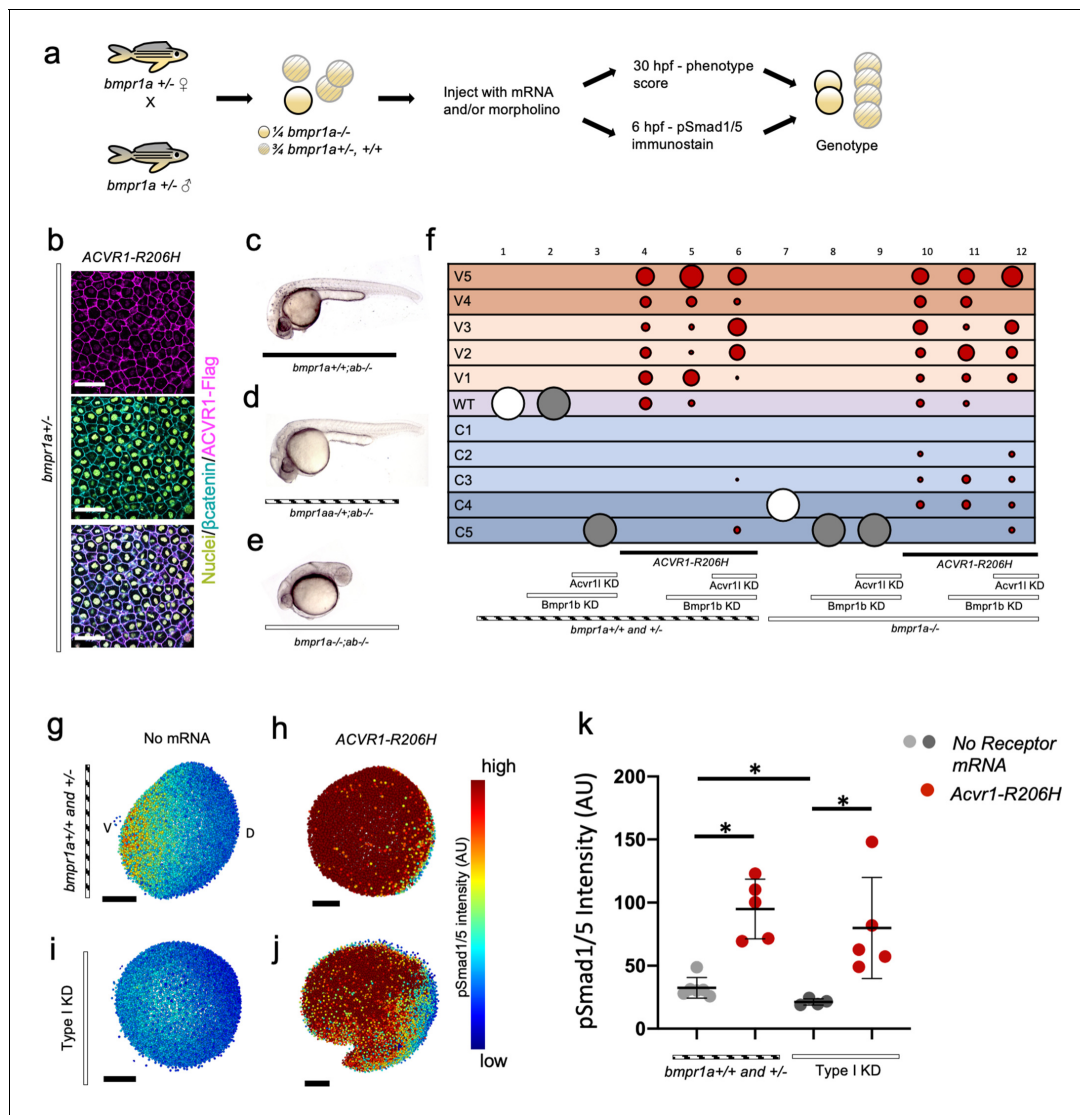 a
bmpr1a +/- ♀
X
bmpr1a +/- ♂
¼ bmpr1a-/-
¾ bmpr1a+/-, +/+
Inject with mRNA
and/or morpholino
30 hpf - phenotype
score
6 hpf - pSmad1/5
immunostain
Genotype
b
ACVR1-R206H
bmpr1a+/-
Nuclei/βcatenin/ACVR1-Flag
c
bmpr1a+/+;ab-/-
d
bmpr1aa-/+;ab-/-
e
bmpr1a-/-;ab-/-
f
1 2 3 4 5 6 7 8 9 10 11 12
V5
V4
V3
V2
V1
WT
C1
C2
C3
C4
C5
ACVR1-R206H ACVR1-R206H
Acvr1l KD Acvr1l KD Acvr1l KD Acvr1l KD
Bmpr1b KD Bmpr1b KD Bmpr1b KD Bmpr1b KD
bmpr1a+/+ and +/- bmpr1a-/-
g
No mRNA
bmpr1a+/+ and +/-
V
D
h
ACVR1-R206H
high
pSmad1/5 intensity (AU)
low
i
Type I KD
j
k
No Receptor
mRNA
Acvr1-R206H
pSmad1/5 Intensity (AU)
200
150
100
50
0
* * *
bmpr1a+/+ and +/- Type I KD